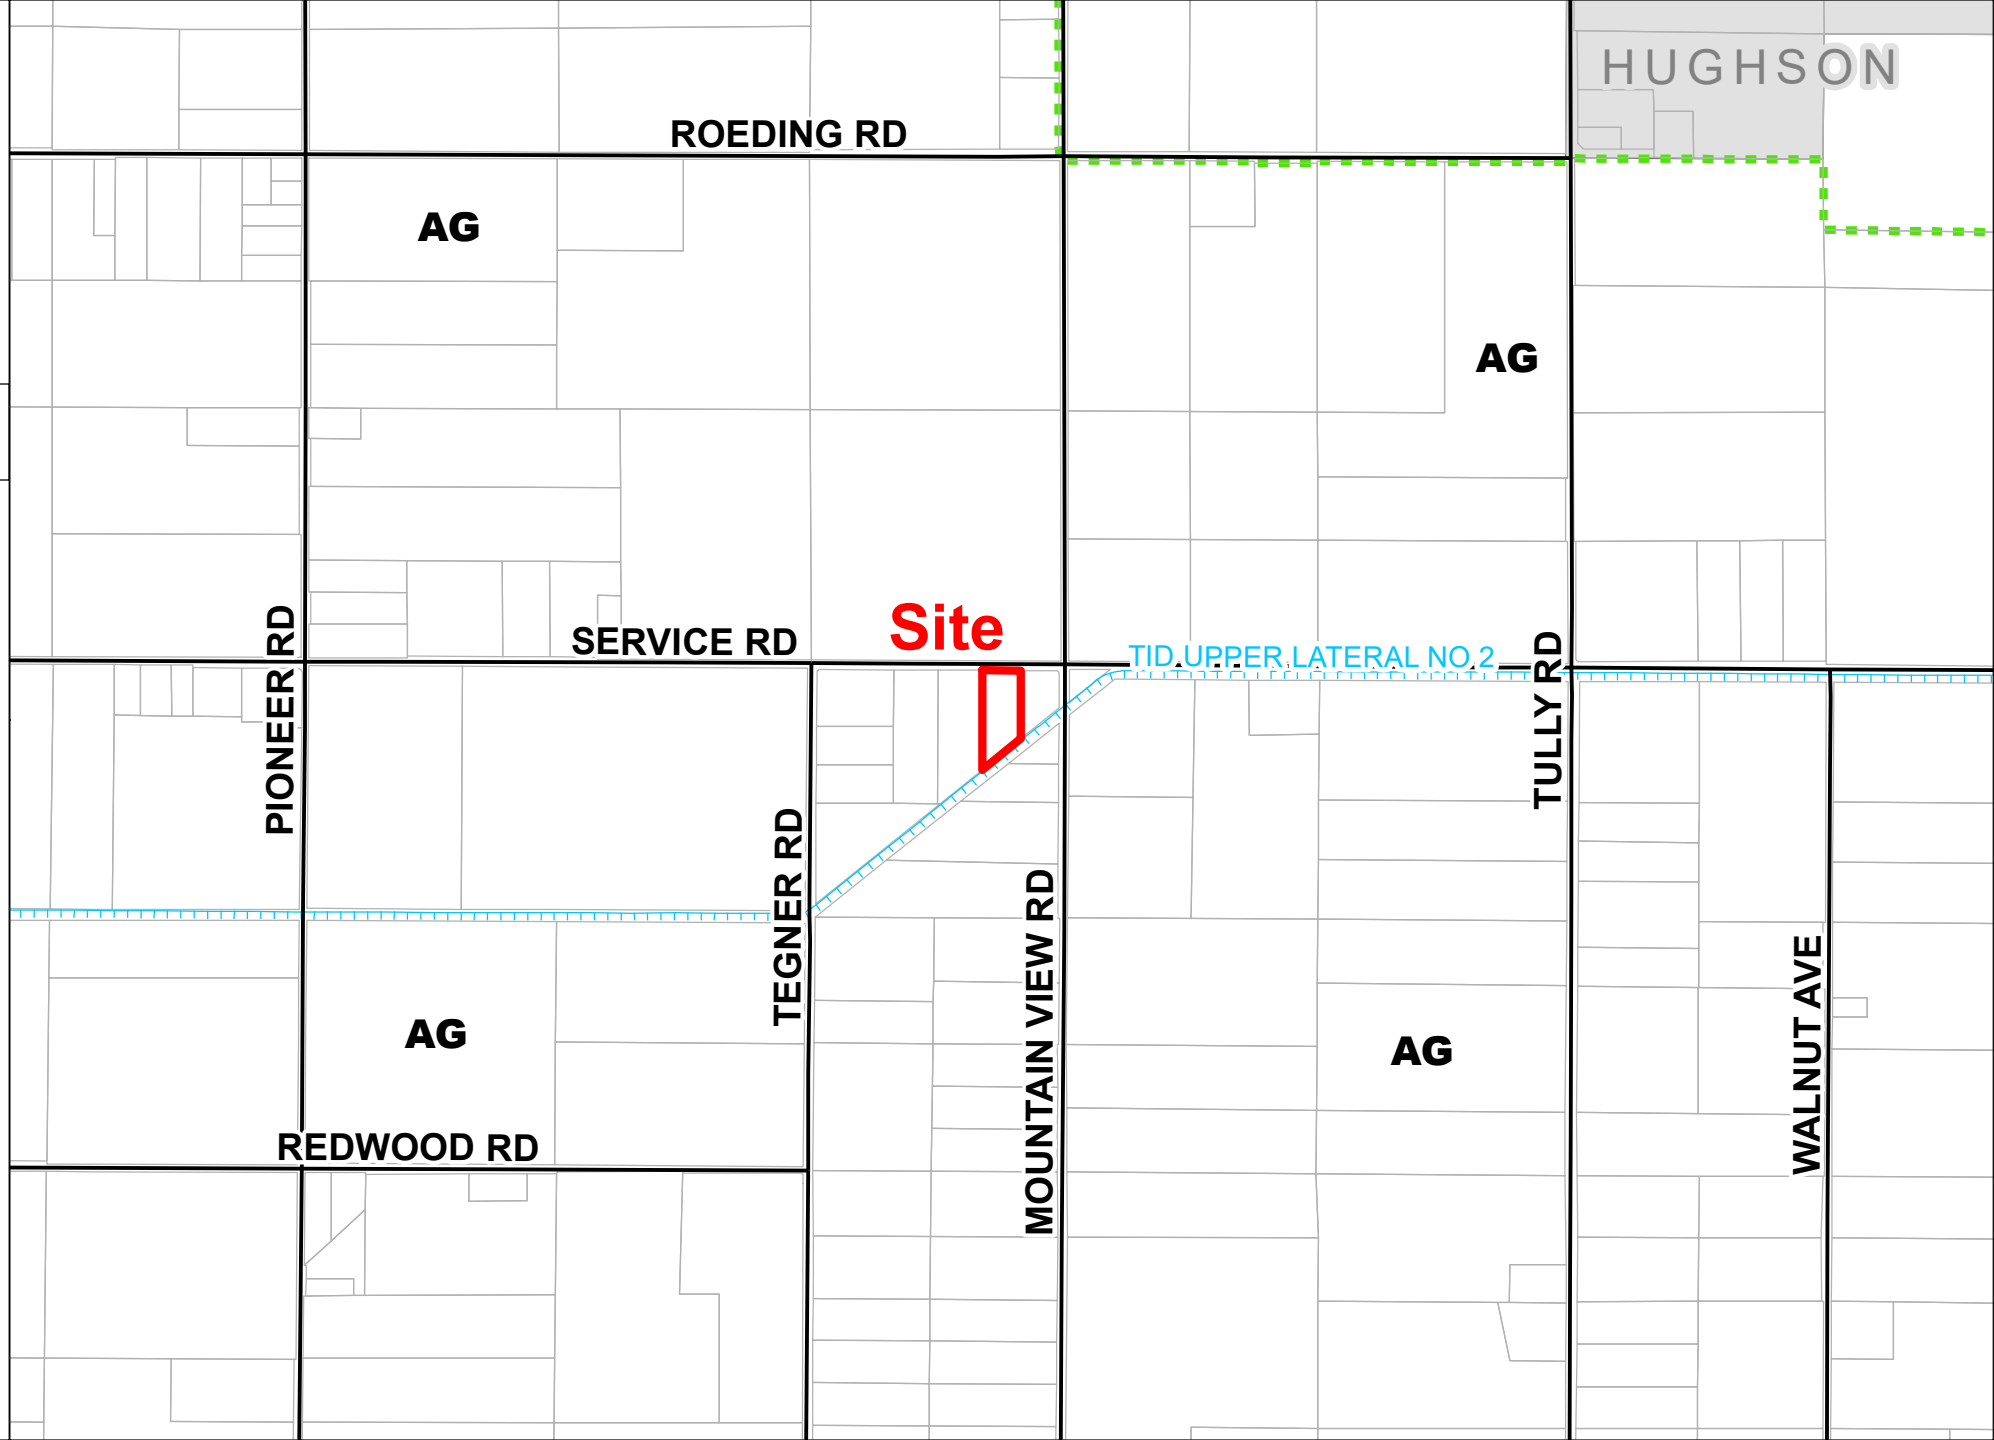 HUGHSON
ROEDING RD
AG
AG
Site
SERVICE RD
TID UPPER LATERAL NO 2
PIONEER RD
TULLY RD
TEGNER RD
MOUNTAIN VIEW RD
WALNUT AVE
AG
AG
REDWOOD RD